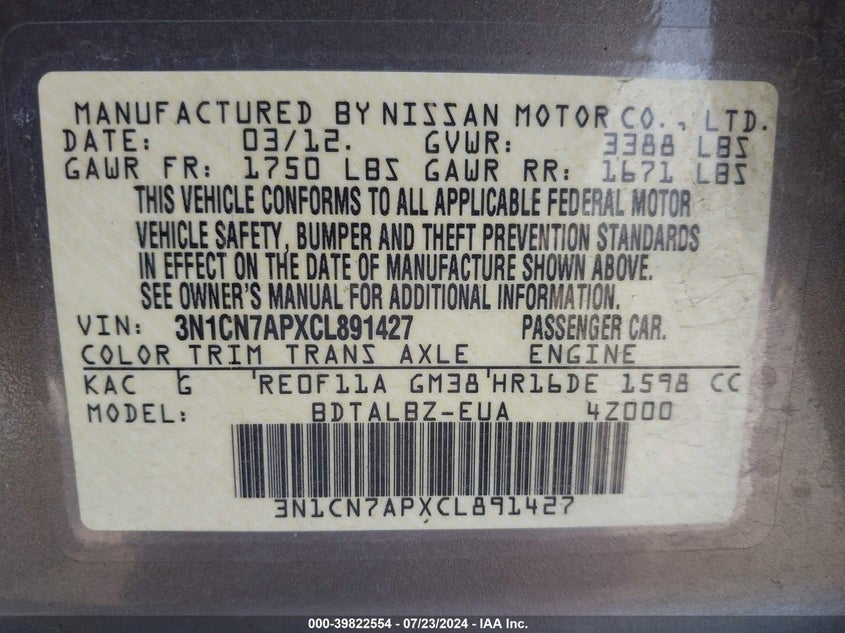 MANUFACTURED BY NISSAN MOTOR CO., LTD.
DATE: 03/12. GVWR: 3388 LBS
GAWR FR: 1750 LBS GAWR RR: 1671 LBS
THIS VEHICLE CONFORMS TO ALL APPLICABLE FEDERAL MOTOR
VEHICLE SAFETY, BUMPER AND THEFT PREVENTION STANDARDS
IN EFFECT ON THE DATE OF MANUFACTURE SHOWN ABOVE.
SEE OWNER'S MANUAL FOR ADDITIONAL INFORMATION.
VIN: 3N1CN7APXCL891427 PASSENGER CAR.
COLOR TRIM TRANS AXLE ENGINE
KAC G RE0F11A GM38 HR16DE 1598 CC
MODEL: BDTALBZ-EUA 4Z000
3N1CN7APXCL891427
000-39822554 - 07/23/2024 - IAA Inc.